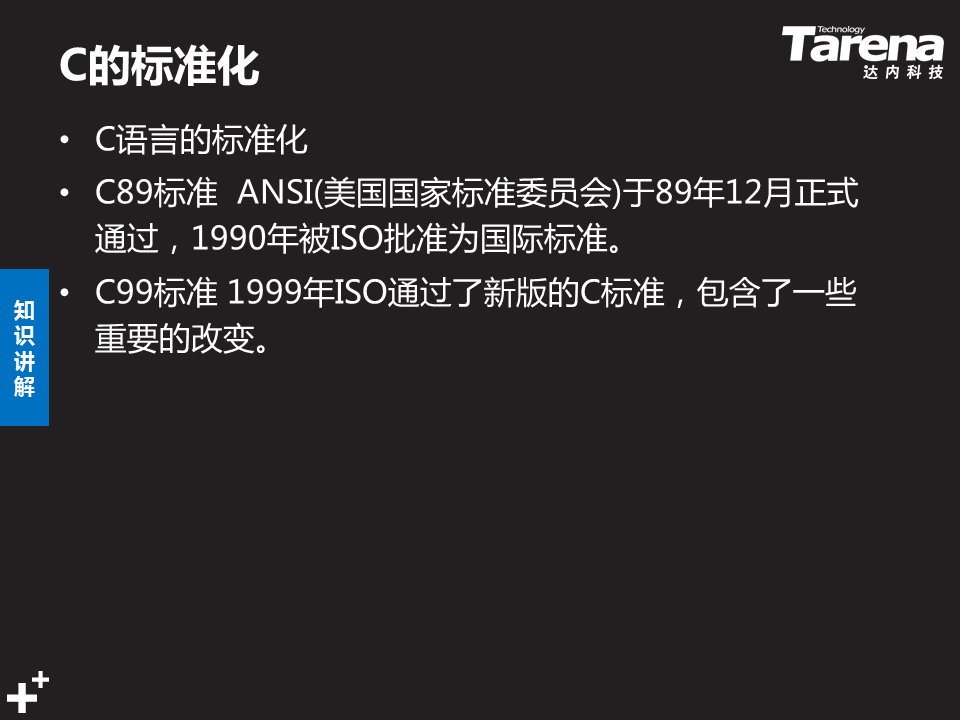 C的标准化
Technology
Tarena
达内科技
• C语言的标准化
• C89标准  ANSI(美国国家标准委员会)于89年12月正式
通过，1990年被ISO批准为国际标准。
• C99标准 1999年ISO通过了新版的C标准，包含了一些
重要的改变。
知
识
讲
解